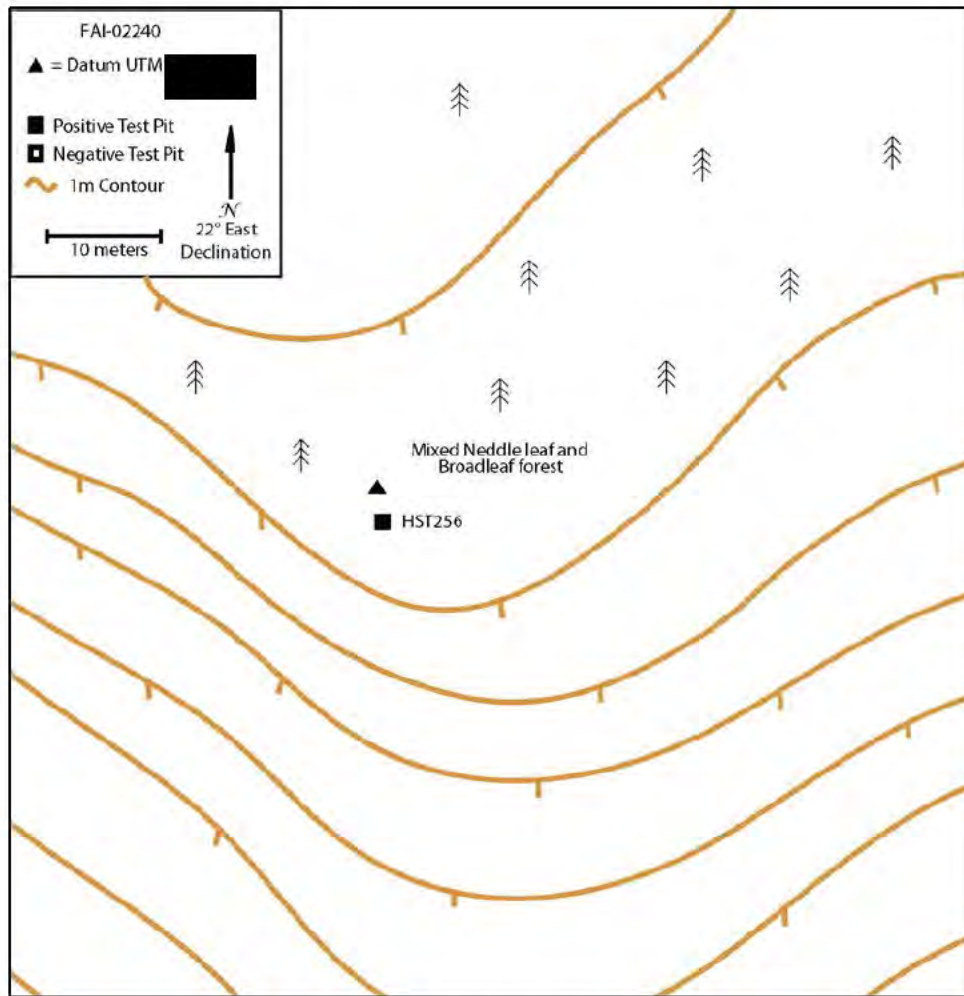 FAI-02240
▲ = Datum UTM
Positive Test Pit
Negative Test Pit
1m Contour
N
22° East
Declination
10 meters
Mixed Neddle leaf and
Broadleaf forest
HST256